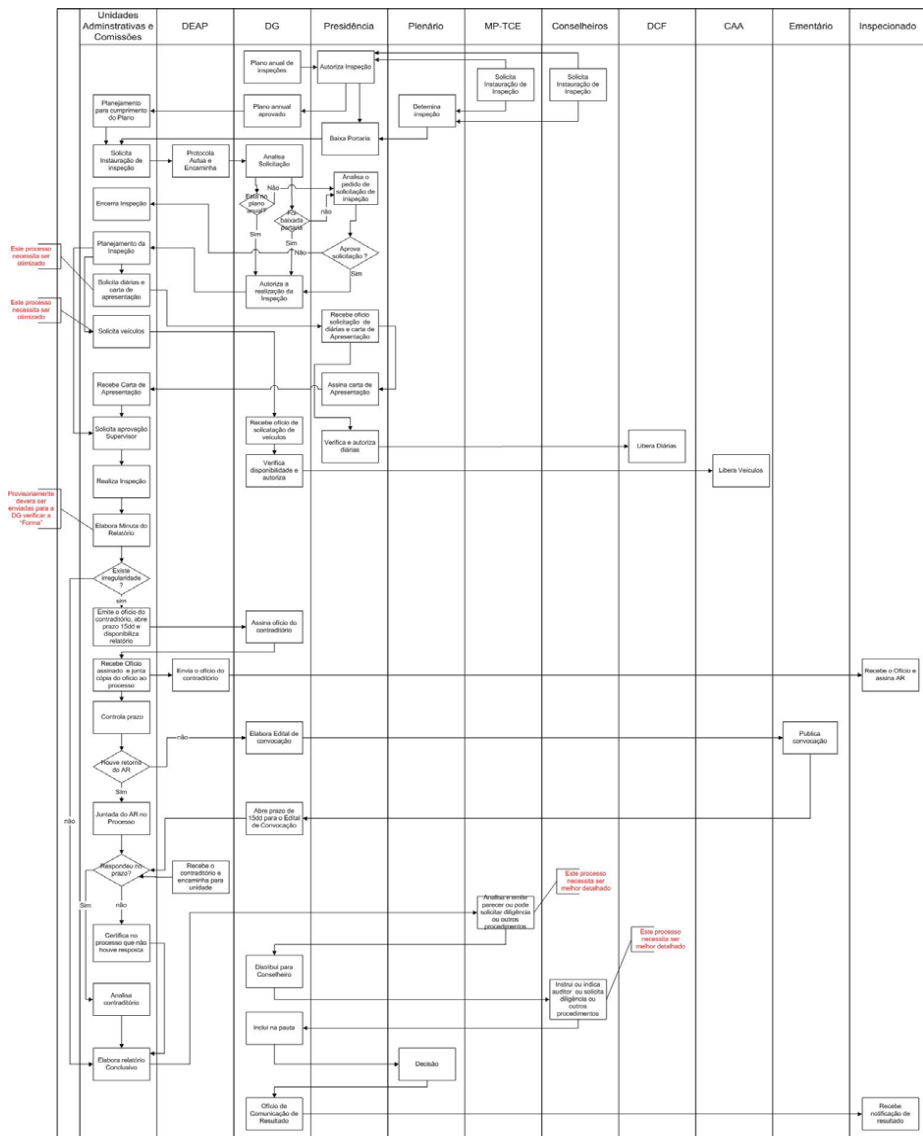 Unidades
Adminstrativas e
Comissões
DEAP
DG
Presidência
Plenário
MP-TCE
Conselheiros
DCF
CAA
Ementário
Inspecionado
Plano anual de
inspeções
Autoriza Inspeção
Solicita
Instauração de
Inspeção
Solicita
Instauração de
Inspeção
Planejamento
para cumprimento
do Plano
Plano annual
aprovado
Detemina
inspeção
Baixa Portaria
Solicita
Instauração de
inspeção
Protocola
Autua e
Encaminha
Analisa
Solicitação
Analisa o
pedido de
solicitação de
inspeção
Não
Encerra Inspeção
Está no
plano
anual?
Foi
baixada
portaria
não
Sim
Sim
Não
Aprova
solicitação ?
Sim
Planejamento da
Inspeção
Este processo
necessita ser
otimizado
Solicita diárias e
carta de
apresentação
Autoriza a
realização da
Inspeção
Este processo
necessita ser
otimizado
Solicita veículos
Recebe ofício
solicitação de
diárias e carta de
Apresentação
Recebe Carta de
Apresentação
Assina carta de
Apresentação
Solicita aprovação
Supervisor
Recebe ofício de
solicatação de
veículos
Verifica e autoriza
diárias
Libera Diárias
Verifica
disponibilidade e
autoriza
Libera Veículos
Realiza Inspeção
Provisoriamente
devera ser
enviadas para a
DG verificar a
"Forma"
Elabora Minuta do
Relatório
Existe
irregularidade
?
sim
Emite o ofício do
contraditório, abre
prazo 15dd e
disponibiliza
relatório
Assina ofício do
contraditório
Recebe Ofício
assinado e junta
cópia do ofício ao
processo
Envia o ofício do
contraditório
Recebe o Ofício e
assina AR
Controla prazo
não
Elabora Edital de
convocação
Publica
convocação
Houve retorno
do AR
Sim
Juntada do AR no
Processo
Abre prazo de
15dd para o Edital
de Convocação
não
Respondeu no
prazo?
Recebe o
contraditório e
encaminha para
unidade
Este processo
necessita ser
melhor detalhado
Sim
não
Analisa e emite
parecer ou pode
solicitar diligência
ou outros
procedimentos
Este processo
necessita ser
melhor detalhado
Certifica no
processo que não
houve resposta
Distribui para
Conselheiro
Analisa
contraditório
Instrui ou indica
auditor ou solicita
diligência ou
outros
procedimentos
Inclui na pauta
Elabora relatório
Conclusivo
Decisão
Ofício de
Comunicação de
Resultado
Recebe
notificação de
resultado